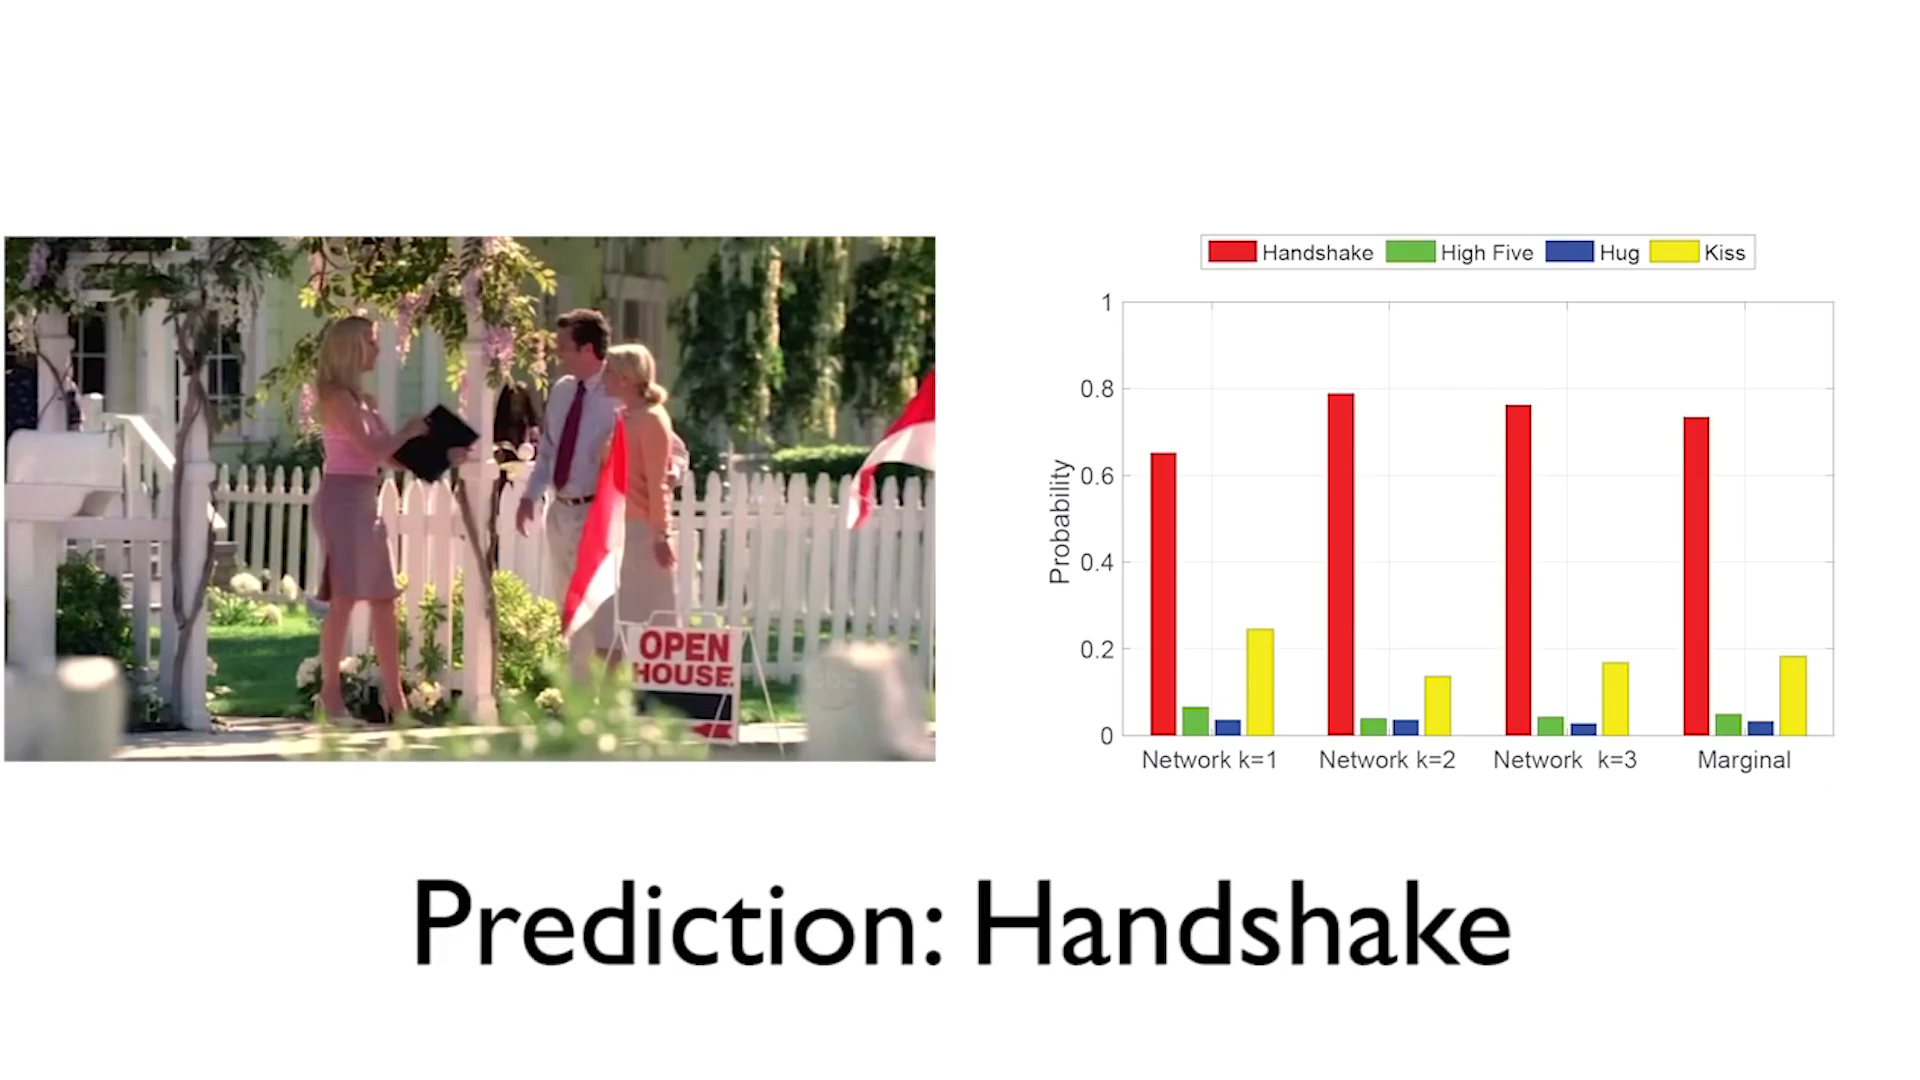 Handshake High Five Hug Kiss
1
0.8
0.6
0.4
0.2
0
Probability
Network k=1 Network k=2 Network k=3 Marginal
OPEN
HOUSE.
abc
Prediction: Handshake